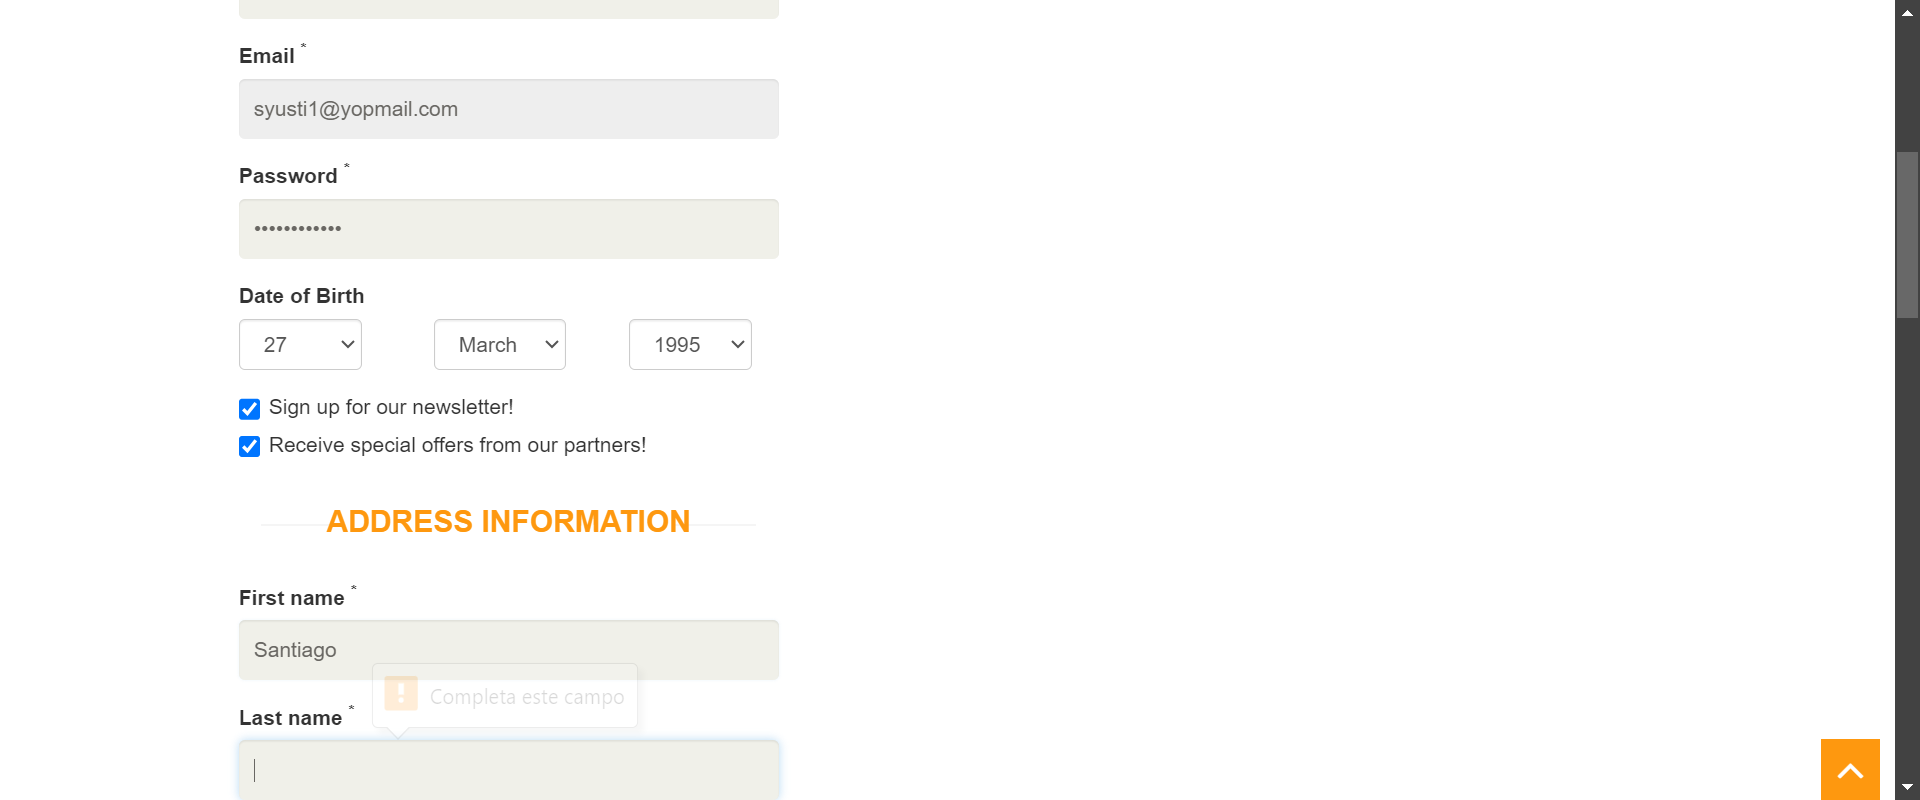 Email *
syusti1@yopmail.com
Password *
••••••••••••
Date of Birth
27 March 1995
Sign up for our newsletter!
Receive special offers from our partners!
ADDRESS INFORMATION
First name *
Santiago
Completa este campo
Last name *